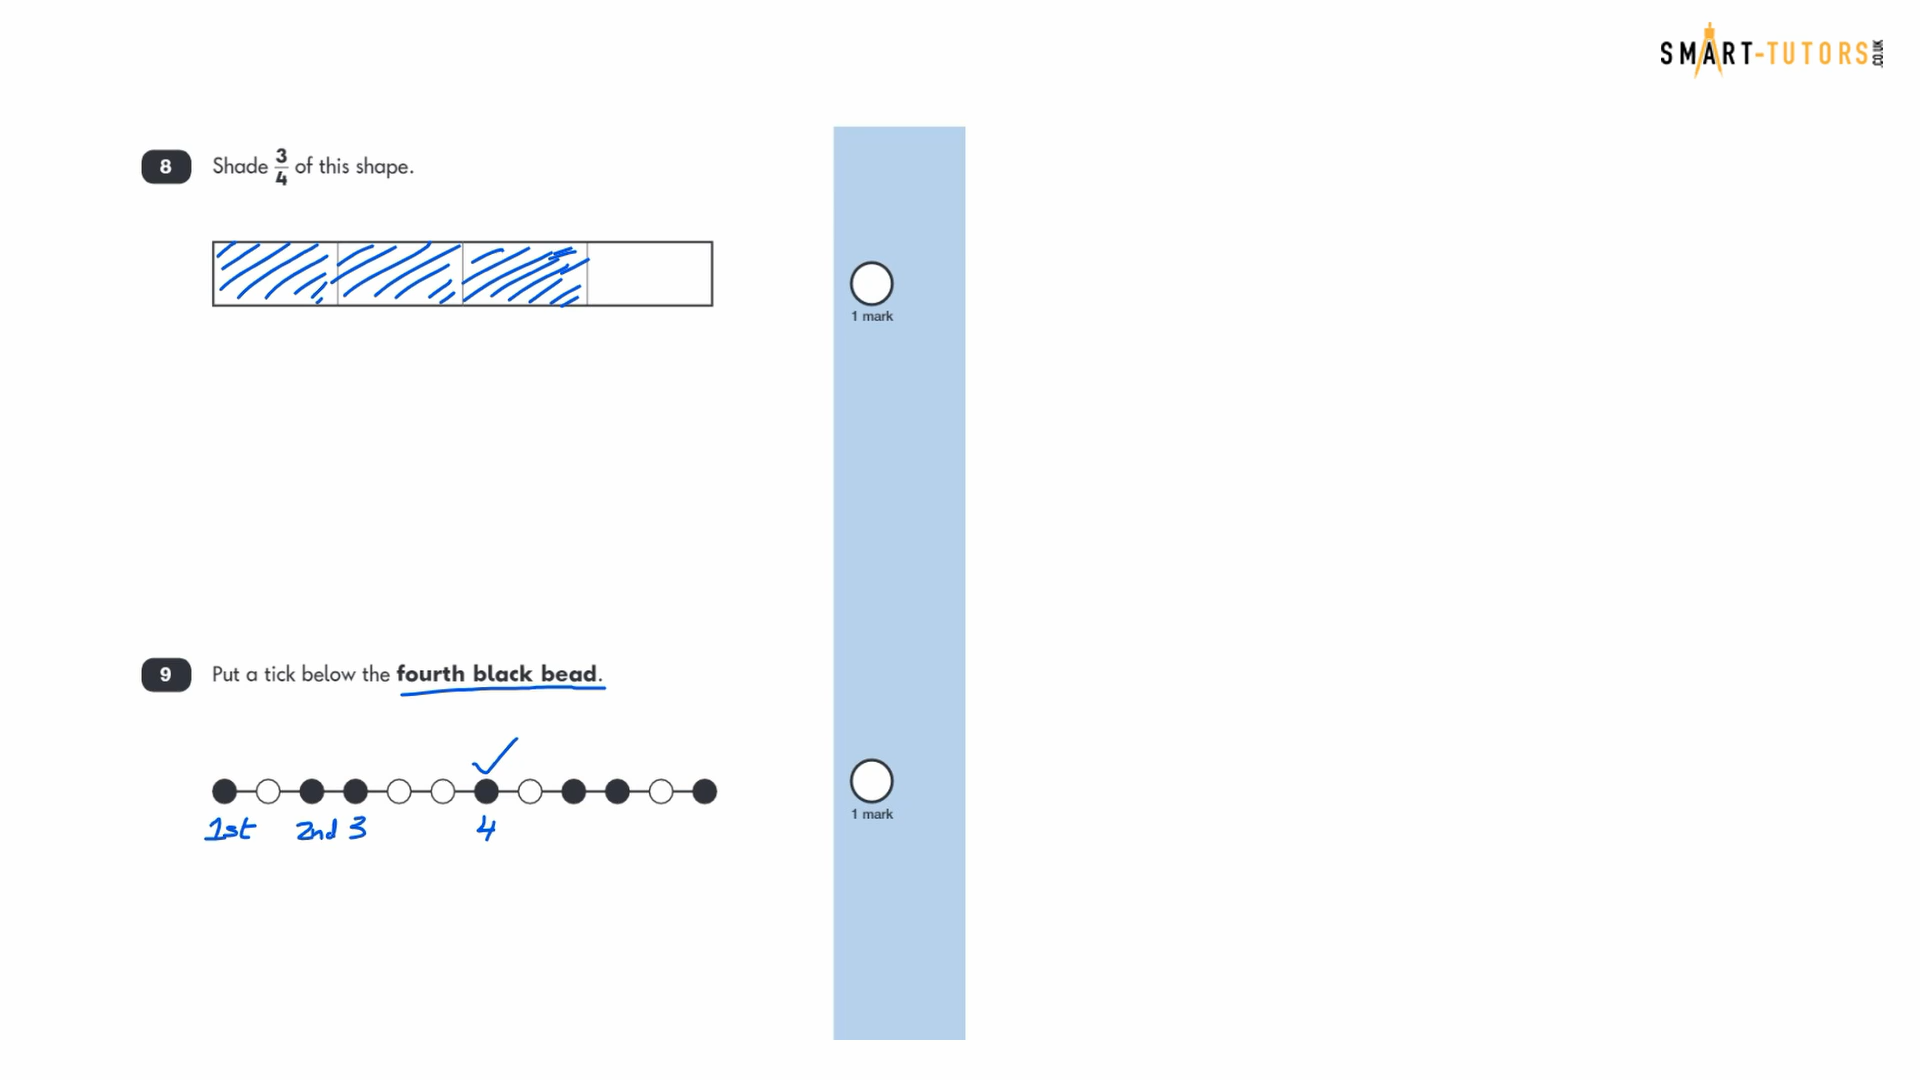 SMART-TUTORS.CO.UK
8 Shade 3/4 of this shape.
1 mark
9 Put a tick below the fourth black bead.
1st 2nd 3 4
1 mark